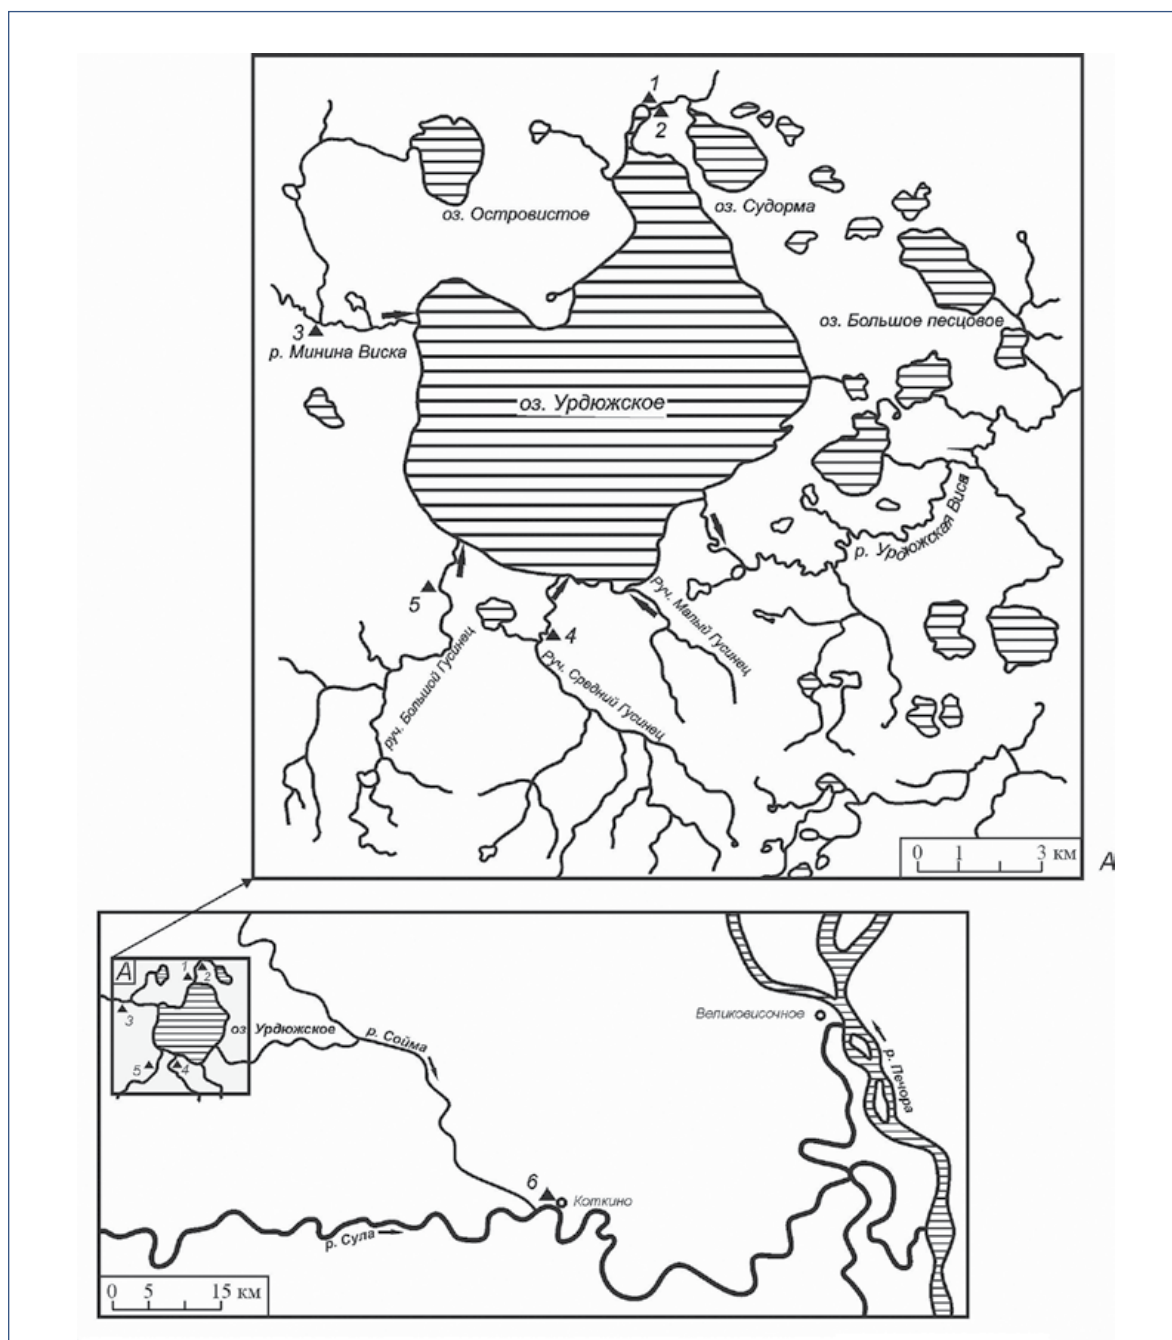 1
2
оз. Островистое
оз. Судорма
оз. Большое песцовое
3
р. Минина Виска
оз. Урдюжское
р. Урдюжская Виса
5
4
руч. Большой Гусинец
Руч. Средний Гусинец
Руч. Малый Гусинец
0 1 3 км
А
А
1
2
3
оз. Урдюжское
5
4
р. Сойма
Великовисочное
р. Печора
6
Коткино
р. Сула
0 5 15 км